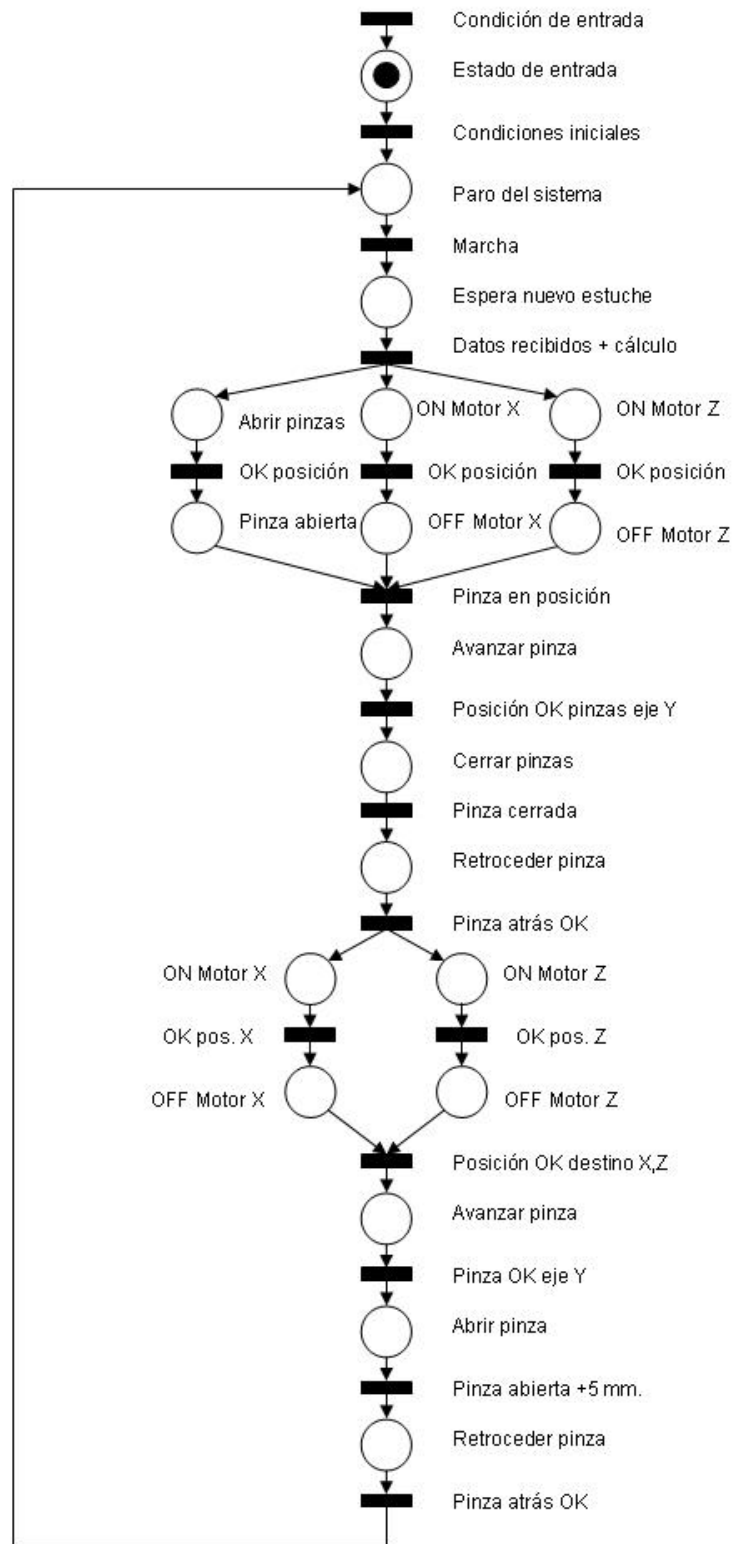 Condición de entrada
Estado de entrada
Condiciones iniciales
Paro del sistema
Marcha
Espera nuevo estuche
Datos recibidos + cálculo
Abrir pinzas
ON Motor X
ON Motor Z
OK posición
OK posición
OK posición
Pinza abierta
OFF Motor X
OFF Motor Z
Pinza en posición
Avanzar pinza
Posición OK pinzas eje Y
Cerrar pinzas
Pinza cerrada
Retroceder pinza
Pinza atrás OK
ON Motor X
ON Motor Z
OK pos. X
OK pos. Z
OFF Motor X
OFF Motor Z
Posición OK destino X,Z
Avanzar pinza
Pinza OK eje Y
Abrir pinza
Pinza abierta +5 mm.
Retroceder pinza
Pinza atrás OK